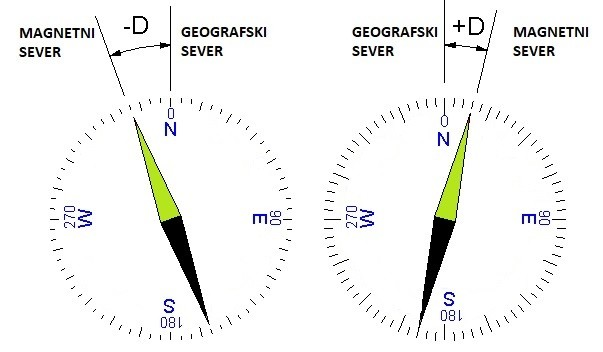 MAGNETNI
SEVER
-D
GEOGRAFSKI
SEVER
0
N
270
W
E
90
S
180
GEOGRAFSKI
SEVER
+D
MAGNETNI
SEVER
0
N
270
W
E
90
S
180